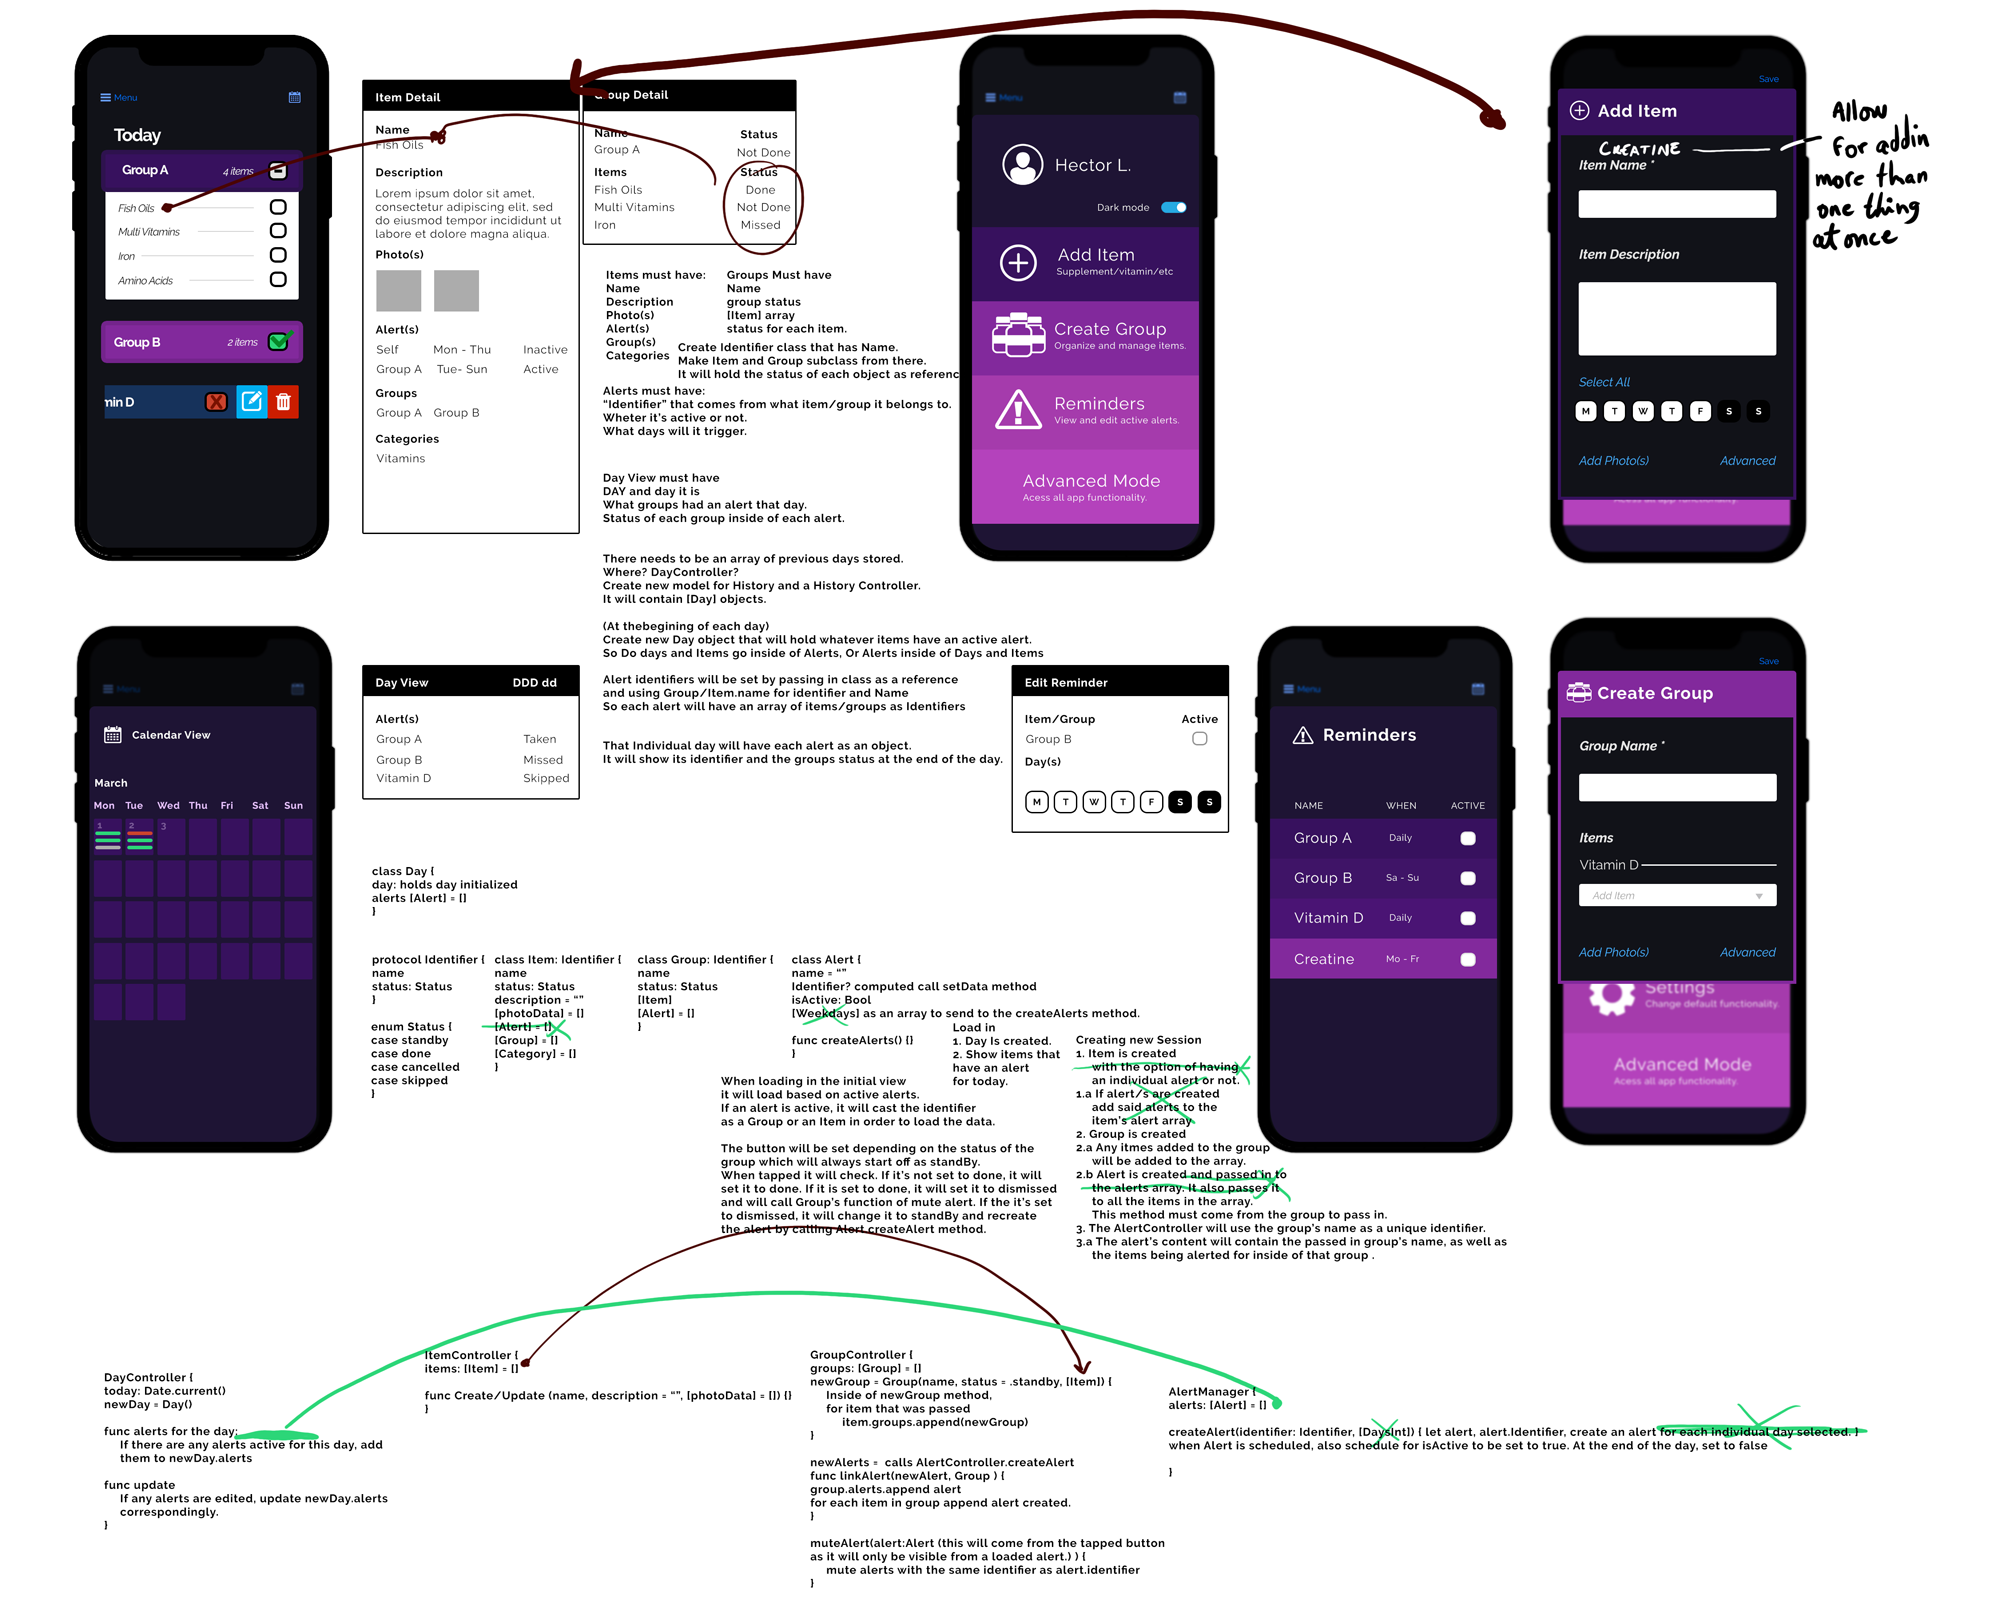 Menu
Today
Group A 4 items
Fish Oils
Multi Vitamins
Iron
Amino Acids
Group B 2 items
min D
Item Detail
Name
Fish Oils
Description
Lorem ipsum dolor sit amet,
consectetur adipiscing elit, sed
do eiusmod tempor incididunt ut
labore et dolore magna aliqua.
Photo(s)
Alert(s)
Self Mon - Thu Inactive
Group A Tue- Sun Active
Groups
Group A Group B
Categories
Vitamins
Group Detail
Name Status
Group A Not Done
Items Status
Fish Oils Done
Multi Vitamins Not Done
Iron Missed
Items must have:
Name
Description
Photo(s)
Alert(s)
Group(s)
Categories
Groups Must have
Name
group status
[Item] array
status for each item.
Create Identifier class that has Name.
Make Item and Group subclass from there.
It will hold the status of each object as referenc
Alerts must have:
“Identifier” that comes from what item/group it belongs to.
Wheter it’s active or not.
What days will it trigger.
Day View must have
DAY and day it is
What groups had an alert that day.
Status of each group inside of each alert.
There needs to be an array of previous days stored.
Where? DayController?
Create new model for History and a History Controller.
It will contain [Day] objects.
(At thebegining of each day)
Create new Day object that will hold whatever items have an active alert.
So Do days and Items go inside of Alerts, Or Alerts inside of Days and Items
Alert identifiers will be set by passing in class as a reference
and using Group/Item.name for identifier and Name
So each alert will have an array of items/groups as Identifiers
That Individual day will have each alert as an object.
It will show its identifier and the groups status at the end of the day.
Menu
Hector L.
Dark mode
Add Item
Supplement/vitamin/etc
Create Group
Organize and manage items.
Reminders
View and edit active alerts.
Advanced Mode
Acess all app functionality.
Save
Add Item
CREATINE
Item Name *
Item Description
Select All
M T W T F S S
Add Photo(s) Advanced
Acess all app functionality.
Allow
For addin
more than
one thing
at once
Menu
Calendar View
March
Mon Tue Wed Thu Fri Sat Sun
1 2 3
Day View DDD dd
Alert(s)
Group A Taken
Group B Missed
Vitamin D Skipped
Edit Reminder
Item/Group Active
Group B
Day(s)
M T W T F S S
Menu
Reminders
NAME WHEN ACTIVE
Group A Daily
Group B Sa - Su
Vitamin D Daily
Creatine Mo - Fr
Save
Create Group
Group Name *
Items
Vitamin D
Add Item
Add Photo(s) Advanced
Settings
Change default functionality.
Advanced Mode
Acess all app functionality.
class Day {
day: holds day initialized
alerts [Alert] = []
}
protocol Identifier {
name
status: Status
}
enum Status {
case standby
case done
case cancelled
case skipped
}
class Item: Identifier {
name
status: Status
description = “”
[photoData] = []
[Alert] = []
[Group] = []
[Category] = []
}
class Group: Identifier {
name
status: Status
[Item]
[Alert] = []
}
class Alert {
name = “”
Identifier? computed call setData method
isActive: Bool
[Weekdays] as an array to send to the createAlerts method.
func createAlerts() {}
}
Load in
1. Day Is created.
2. Show items that
have an alert
for today.
When loading in the initial view
it will load based on active alerts.
If an alert is active, it will cast the identifier
as a Group or an Item in order to load the data.
The button will be set depending on the status of the
group which will always start off as standBy.
When tapped it will check. If it’s not set to done, it will
set it to done. If it is set to done, it will set it to dismissed
and will call Group’s function of mute alert. If the it’s set
to dismissed, it will change it to standBy and recreate
the alert by calling Alert.createAlert method.
Creating new Session
1. Item is created
with the option of having
an individual alert or not.
1.a If alert/s are created
add said alerts to the
item’s alert array
2. Group is created
2.a Any itmes added to the group
will be added to the array.
2.b Alert is created and passed in to
the alerts array. It also passes it
to all the items in the array.
This method must come from the group to pass in.
3. The AlertController will use the group’s name as a unique identifier.
3.a The alert’s content will contain the passed in group’s name, as well as
the items being alerted for inside of that group .
DayController {
today: Date.current()
newDay = Day()
func alerts for the day:
If there are any alerts active for this day, add
them to newDay.alerts
func update
If any alerts are edited, update newDay.alerts
correspondingly.
}
ItemController {
items: [Item] = []
func Create/Update (name, description = “”, [photoData] = []) {}
}
GroupController {
groups: [Group] = []
newGroup = Group(name, status = .standby, [Item]) {
Inside of newGroup method,
for item that was passed
item.groups.append(newGroup)
}
newAlerts = calls AlertController.createAlert
func linkAlert(newAlert, Group ) {
group.alerts.append alert
for each item in group append alert created.
}
muteAlert(alert:Alert (this will come from the tapped button
as it will only be visible from a loaded alert.) ) {
mute alerts with the same identifier as alert.identifier
}
AlertManager {
alerts: [Alert] = []
createAlert(identifier: Identifier, [DaysInt]) { let alert, alert.Identifier, create an alert for each individual day selected. }
when Alert is scheduled, also schedule for isActive to be set to true. At the end of the day, set to false
}